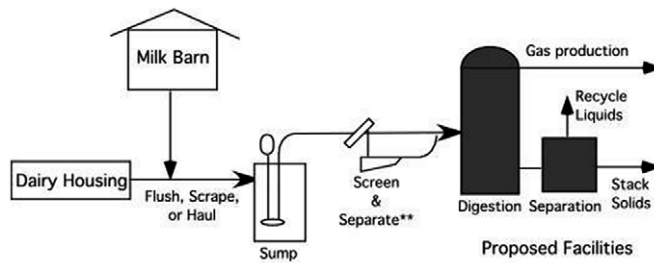 Milk Barn
Gas production
Recycle
Liquids
Dairy Housing
Flush, Scrape,
or Haul
Screen
&
Separate**
Sump
Digestion
Separation
Stack
Solids
Proposed Facilities